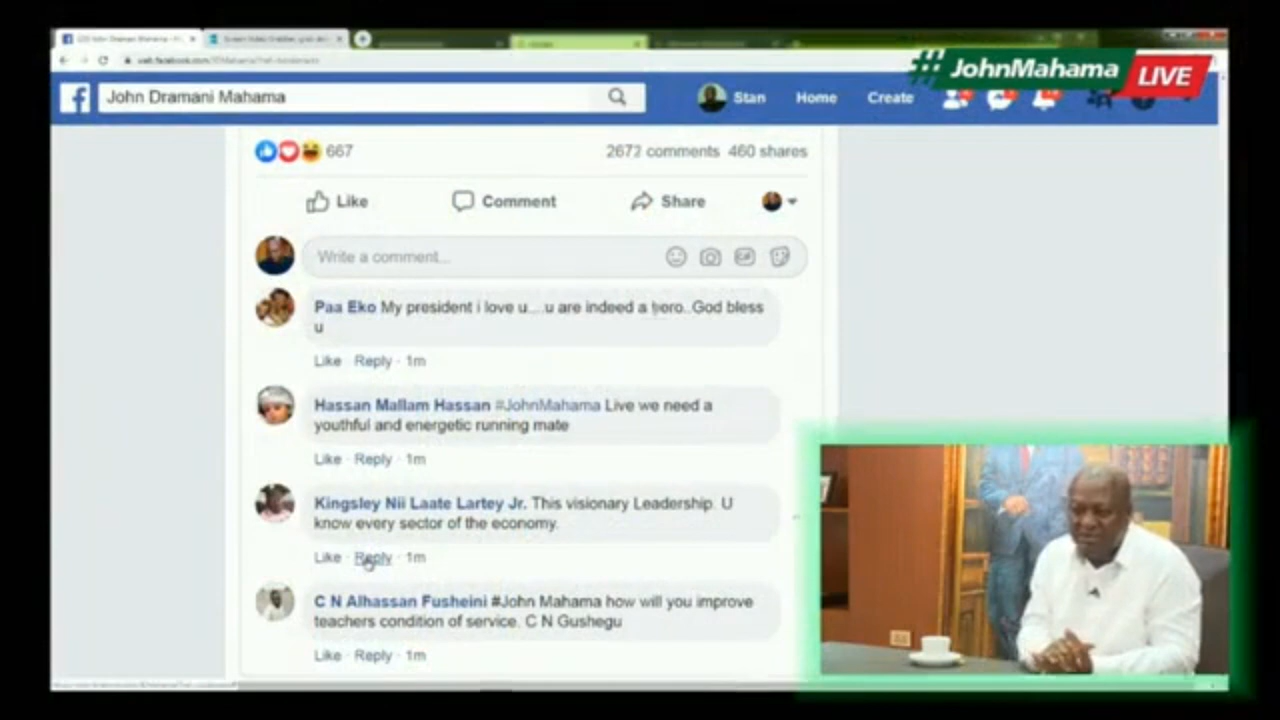 #JohnMahama LIVE
John Dramani Mahama
Stan Home Create
667 2672 comments 460 shares
Like Comment Share
Write a comment...
GIF
Paa Eko My president i love u....u are indeed a hero..God bless
u
Like · Reply · 1m
Hassan Mallam Hassan #JohnMahama Live we need a
youthful and energetic running mate
Like · Reply · 1m
Kingsley Nii Laate Lartey Jr. This visionary Leadership. U
know every sector of the economy.
Like · Reply · 1m
C N Alhassan Fusheini #John Mahama how will you improve
teachers condition of service. C N Gushegu
Like · Reply · 1m